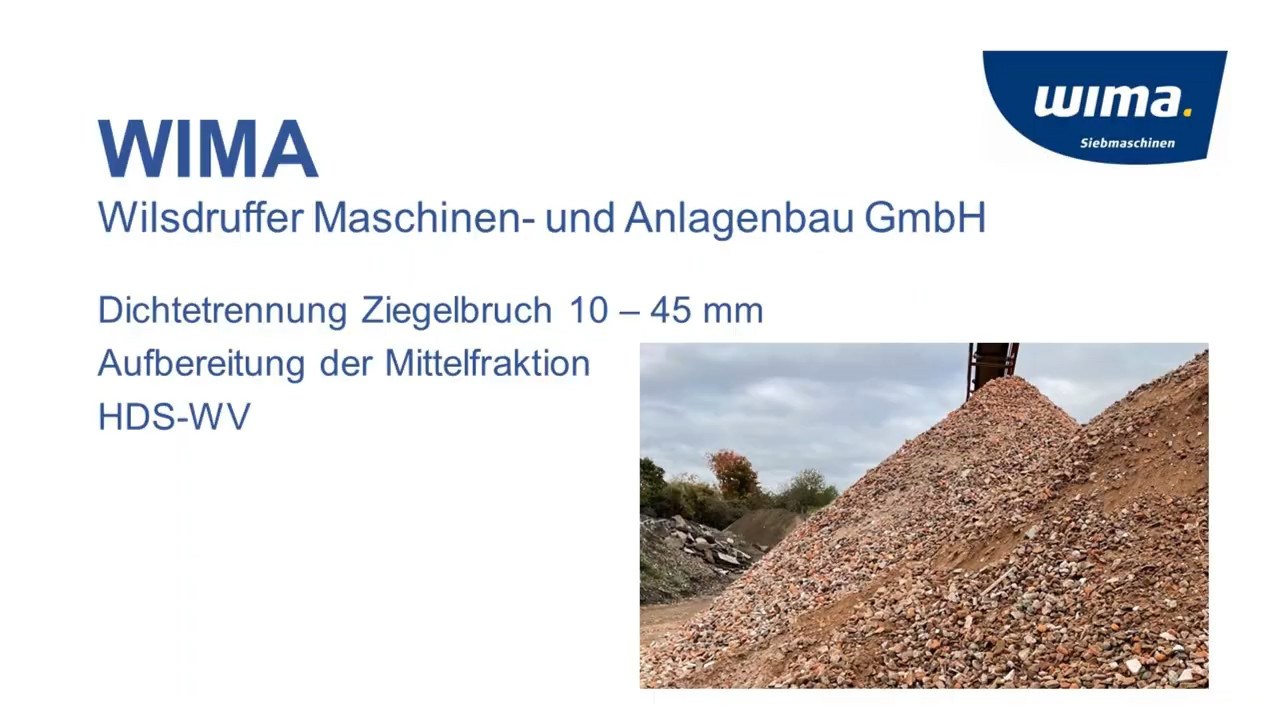 wima.
Siebmaschinen
WIMA
Wilsdruffer Maschinen- und Anlagenbau GmbH
Dichtetrennung Ziegelbruch 10 – 45 mm
Aufbereitung der Mittelfraktion
HDS-WV